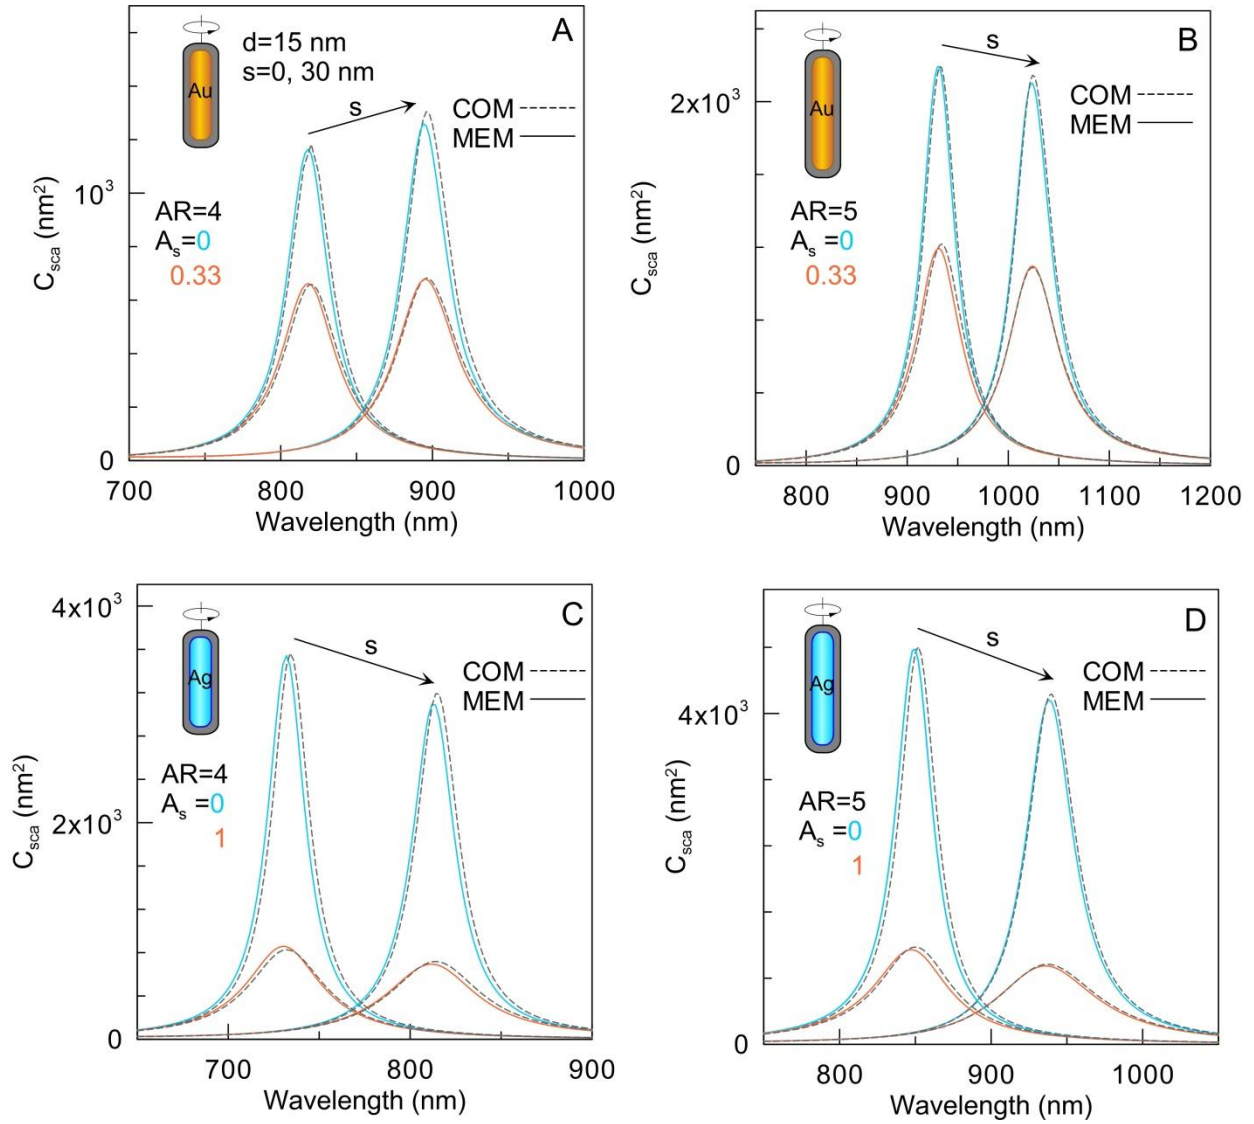 A
Au
d=15 nm
s=0, 30 nm
s
COM
MEM
AR=4
A_s=0
0.33
C_sca (nm²)
10³
0
700 800 900 1000
Wavelength (nm)
B
Au
s
COM
MEM
AR=5
A_s=0
0.33
C_sca (nm²)
2x10³
0
800 900 1000 1100 1200
Wavelength (nm)
C
Ag
s
COM
MEM
AR=4
A_s=0
1
C_sca (nm²)
4x10³
2x10³
0
700 800 900
Wavelength (nm)
D
Ag
s
COM
MEM
AR=5
A_s=0
1
C_sca (nm²)
4x10³
0
800 900 1000
Wavelength (nm)